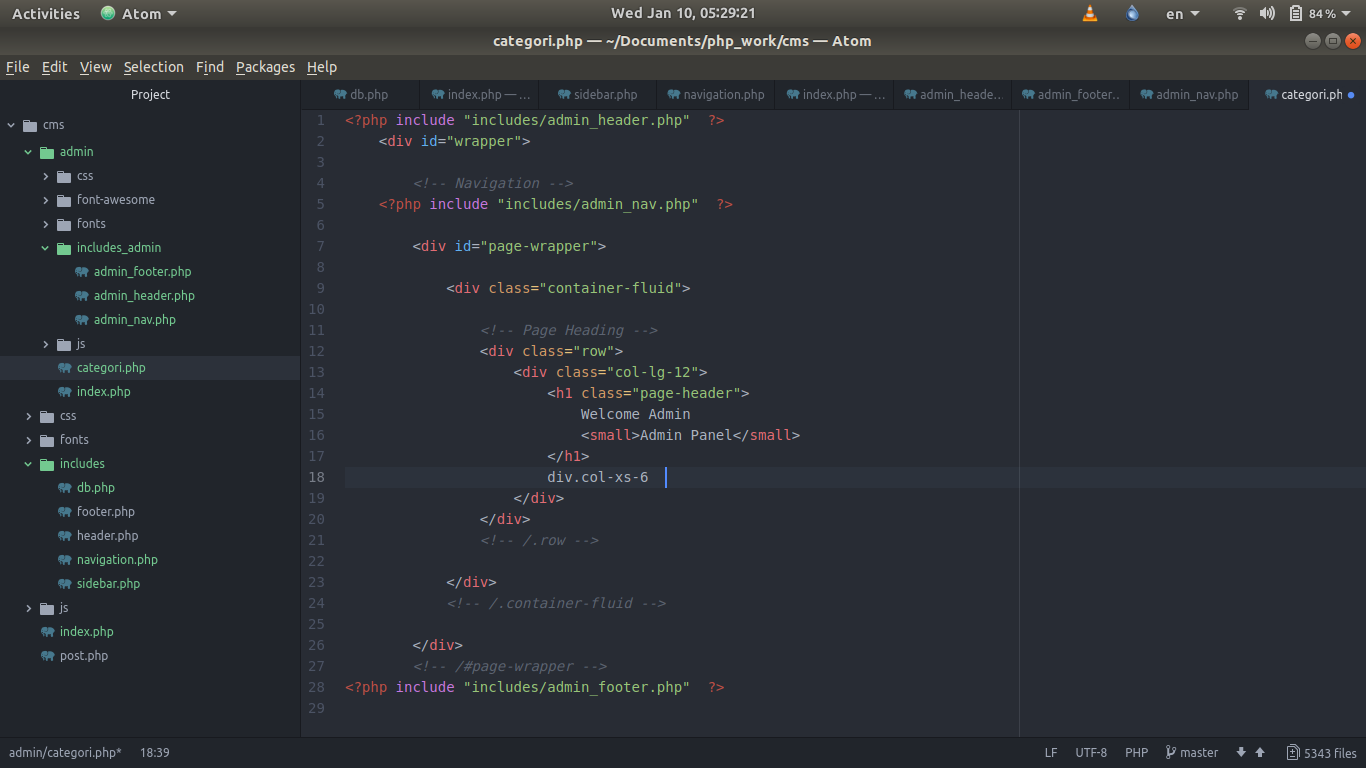 Activities Atom Wed Jan 10, 05:29:21 en 84%
categori.php — ~/Documents/php_work/cms — Atom
File Edit View Selection Find Packages Help
Project
cms
admin
css
font-awesome
fonts
includes_admin
admin_footer.php
admin_header.php
admin_nav.php
js
categori.php
index.php
css
fonts
includes
db.php
footer.php
header.php
navigation.php
sidebar.php
js
index.php
post.php
db.php index.php — ... sidebar.php navigation.php index.php — ... admin_heade... admin_footer... admin_nav.php categori.ph
1 <?php include "includes/admin_header.php"  ?>
2     <div id="wrapper">
3
4         <!-- Navigation -->
5     <?php include "includes/admin_nav.php"  ?>
6
7         <div id="page-wrapper">
8
9             <div class="container-fluid">
10
11                 <!-- Page Heading -->
12                 <div class="row">
13                     <div class="col-lg-12">
14                         <h1 class="page-header">
15                             Welcome Admin
16                             <small>Admin Panel</small>
17                         </h1>
18                         div.col-xs-6
19                     </div>
20                 </div>
21                 <!-- /.row -->
22
23             </div>
24             <!-- /.container-fluid -->
25
26         </div>
27         <!-- /#page-wrapper -->
28 <?php include "includes/admin_footer.php"  ?>
29
admin/categori.php* 18:39 LF UTF-8 PHP master 5343 files